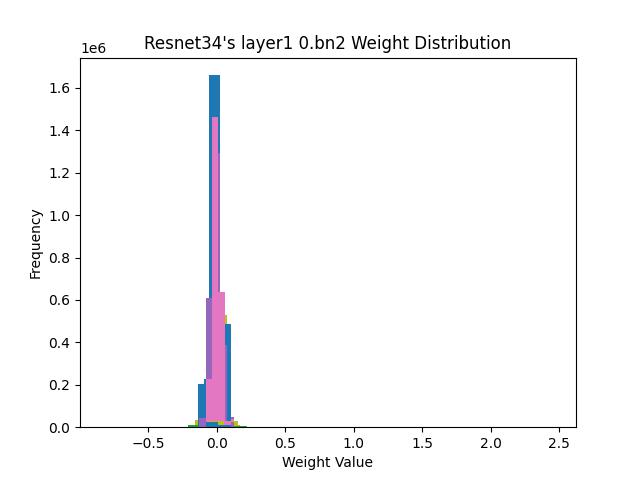 Resnet34's layer1 0.bn2 Weight Distribution
1e6
1.6
1.4
1.2
1.0
0.8
0.6
0.4
0.2
0.0
Frequency
−0.5 0.0 0.5 1.0 1.5 2.0 2.5
Weight Value